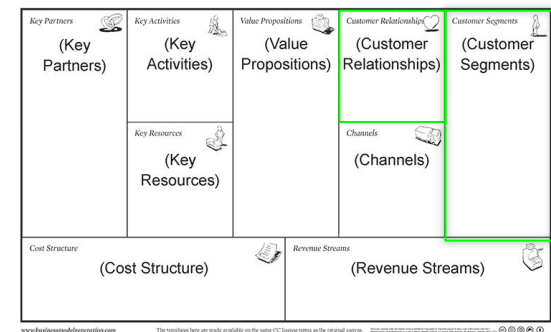 Key Partners
(Key
Partners)
Key Activities
(Key
Activities)
Key Resources
(Key
Resources)
Value Propositions
(Value
Propositions)
Customer Relationships
(Customer
Relationships)
Channels
(Channels)
Customer Segments
(Customer
Segments)
Cost Structure
(Cost Structure)
Revenue Streams
(Revenue Streams)
www.businessmodelgeneration.com
The templates here are made available on the same CC license terms as the original canvas.